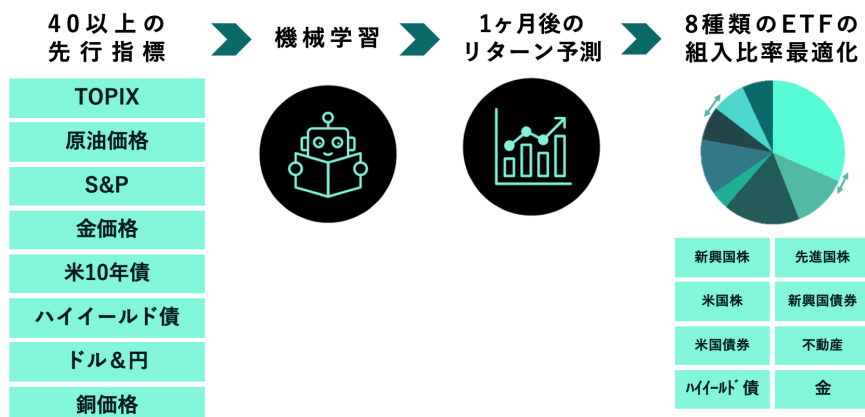 40以上の
先行指標
機械学習
1ヶ月後の
リターン予測
8種類のETFの
組入比率最適化
TOPIX
原油価格
S&P
金価格
米10年債
ハイイールド債
ドル&円
銅価格
新興国株
先進国株
米国株
新興国債券
米国債券
不動産
ﾊｲｲｰﾙﾄﾞ債
金